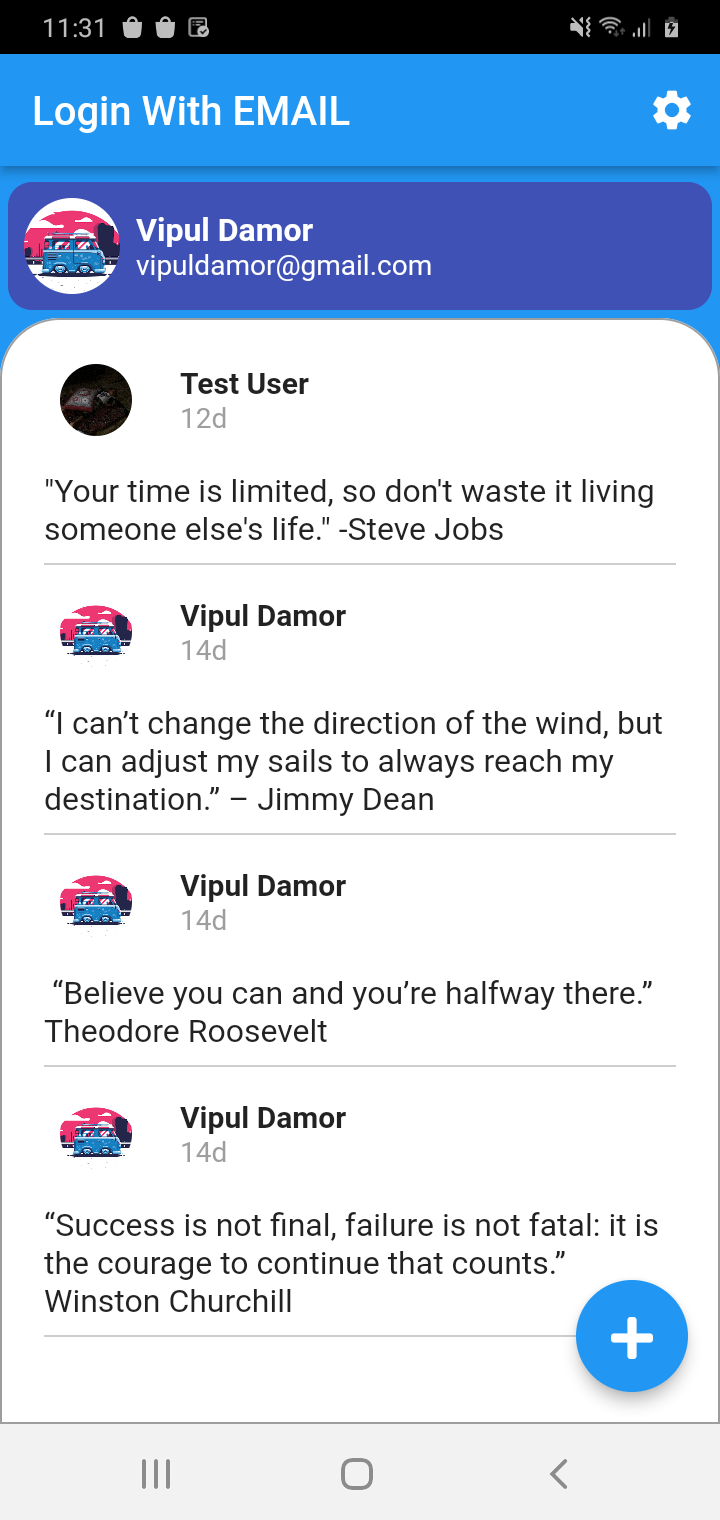 11:31
Login With EMAIL
Vipul Damor
vipuldamor@gmail.com
Test User
12d
"Your time is limited, so don't waste it living
someone else's life." -Steve Jobs
Vipul Damor
14d
“I can’t change the direction of the wind, but
I can adjust my sails to always reach my
destination.” – Jimmy Dean
Vipul Damor
14d
“Believe you can and you’re halfway there.”
Theodore Roosevelt
Vipul Damor
14d
“Success is not final, failure is not fatal: it is
the courage to continue that counts.”
Winston Churchill